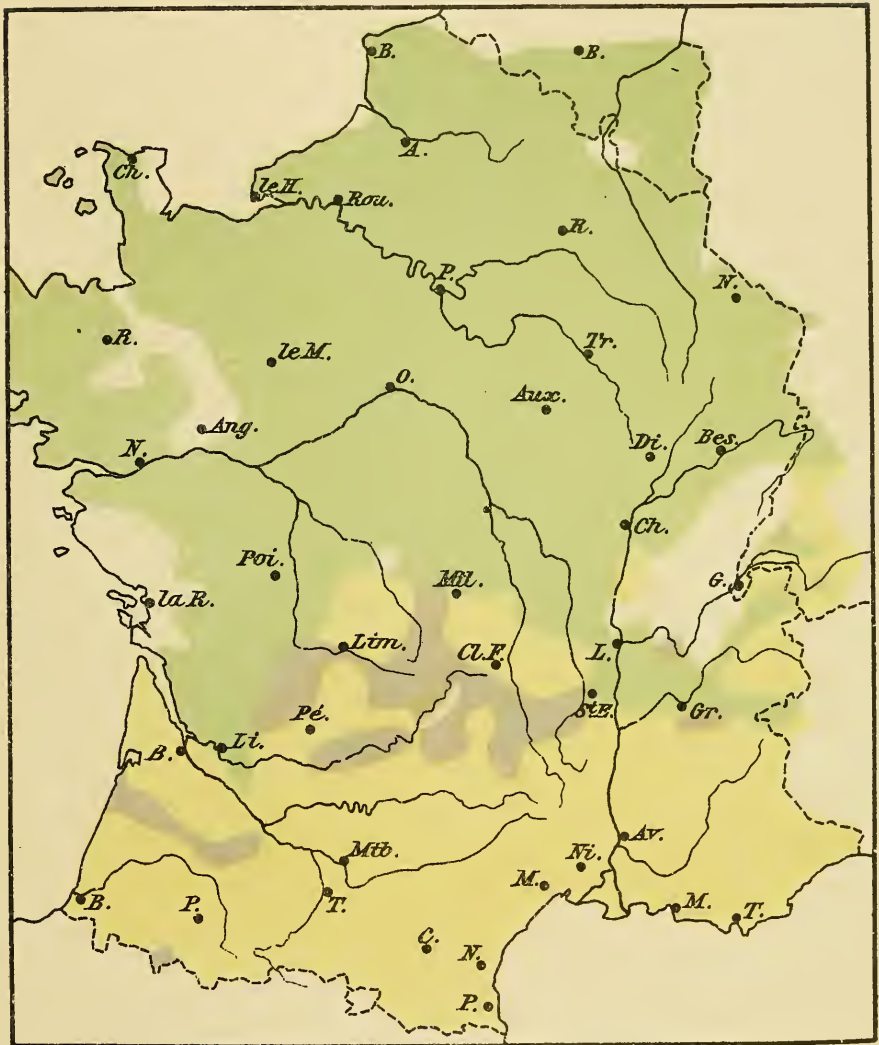 B.
B.
A.
Ch.
le H.
Rou.
R.
P.
N.
R.
le M.
Tr.
O.
Aux.
Ang.
Di.
Bes.
N.
Ch.
Poi.
Mtl.
G.
la R.
Lim.
Cl.F.
L.
St E.
Gr.
Pé.
B.
Li.
Av.
Mtb.
Ni.
M.
B.
P.
T.
M.
T.
C.
N.
P.